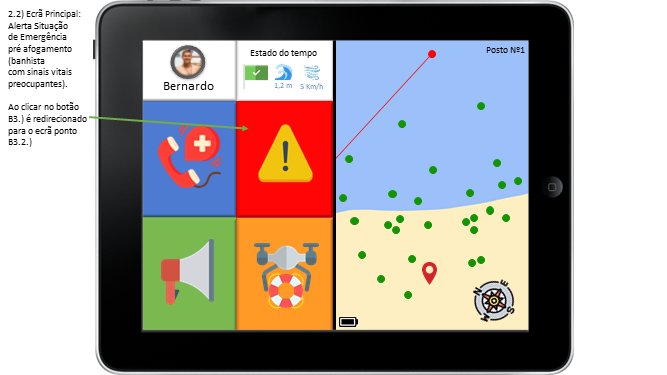 2.2) Ecrã Principal:
Alerta Situação
de Emergência
pré afogamento
(banhista
com sinais vitais
preocupantes).
Ao clicar no botão
B3.) é redirecionado
para o ecrã ponto
B3.2.)
Bernardo
Estado do tempo
1,2 m
5 Km/h
Posto Nº1
N
E
S
W